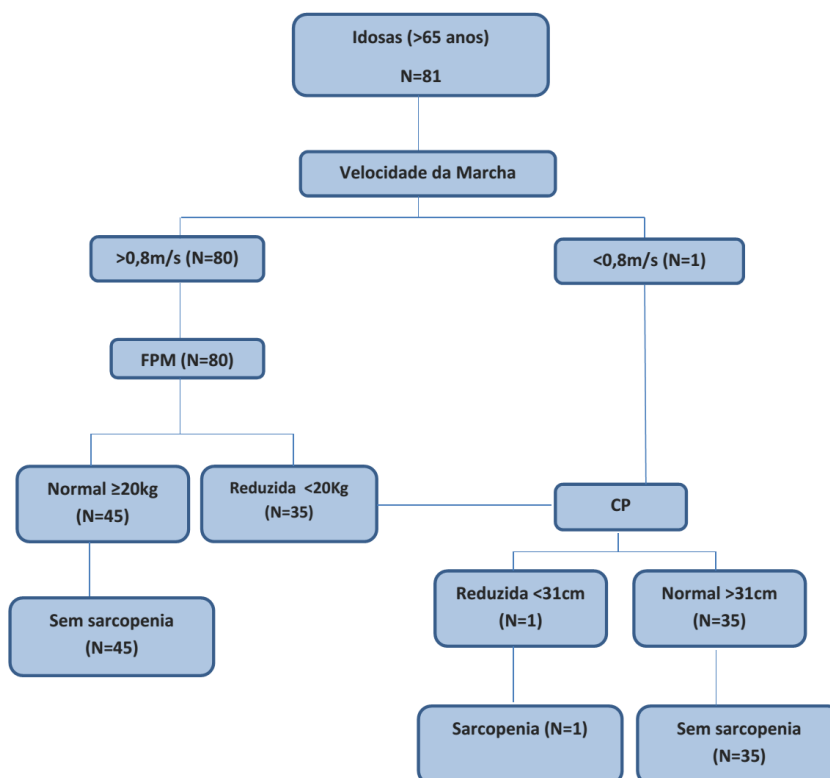 Idosas (>65 anos)
N=81
Velocidade da Marcha
>0,8m/s (N=80)
<0,8m/s (N=1)
FPM (N=80)
Normal ≥20kg
(N=45)
Reduzida <20Kg
(N=35)
CP
Reduzida <31cm
(N=1)
Normal >31cm
(N=35)
Sem sarcopenia
(N=45)
Sarcopenia (N=1)
Sem sarcopenia
(N=35)